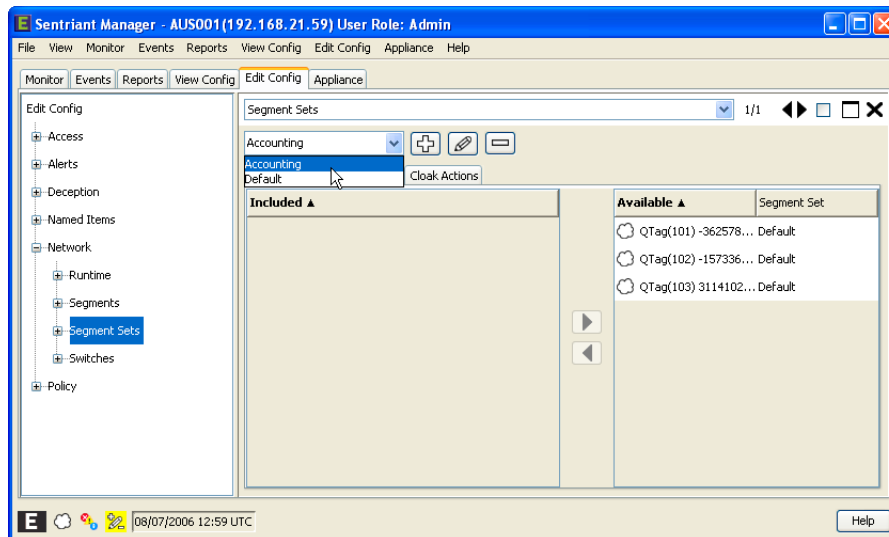 E Sentriant Manager - AUS001(192.168.21.59) User Role: Admin
File View Monitor Events Reports View Config Edit Config Appliance Help
Monitor Events Reports View Config Edit Config Appliance
Edit Config
Access
Alerts
Deception
Named Items
Network
Runtime
Segments
Segment Sets
Switches
Policy
Segment Sets 1/1
Accounting
Accounting
Default
Cloak Actions
Included
Available Segment Set
QTag(101) -362578... Default
QTag(102) -157336... Default
QTag(103) 3114102... Default
E 08/07/2006 12:59 UTC Help